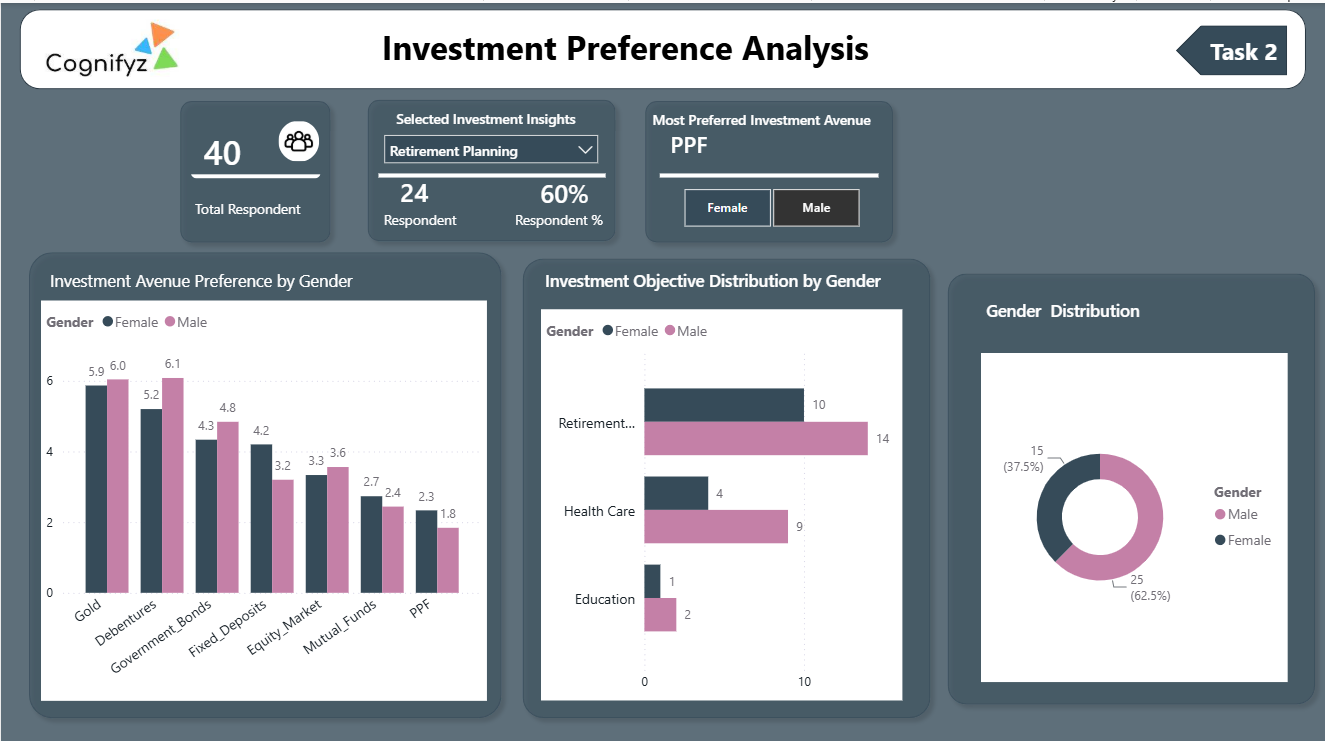 Cognifyz
Investment Preference Analysis
Task 2
40
Total Respondent
Selected Investment Insights
Retirement Planning
24
60%
Respondent
Respondent %
Most Preferred Investment Avenue
PPF
Female
Male
Investment Avenue Preference by Gender
Gender Female Male
5.9
6.0
5.2
6.1
4.3
4.8
4.2
3.2
3.3
3.6
2.7
2.4
2.3
1.8
6
4
2
0
Gold
Debentures
Government_Bonds
Fixed_Deposits
Equity_Market
Mutual_Funds
PPF
Investment Objective Distribution by Gender
Gender Female Male
Retirement...
10
14
Health Care
4
9
Education
1
2
0
10
Gender Distribution
15
(37.5%)
25
(62.5%)
Gender
Male
Female